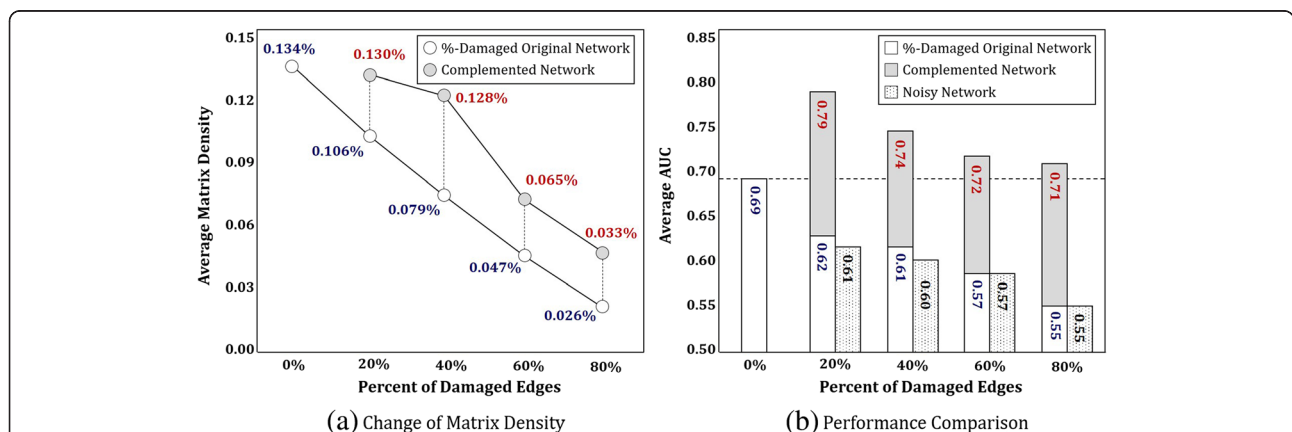 0.15
0.12
0.09
0.06
0.03
0.00
Average Matrix Density
0.134%
0.130%
0.128%
0.106%
0.079%
0.065%
0.047%
0.033%
0.026%
%-Damaged Original Network
Complemented Network
0% 20% 40% 60% 80%
Percent of Damaged Edges
(a) Change of Matrix Density
0.85
0.80
0.75
0.70
0.65
0.60
0.55
0.50
Average AUC
%-Damaged Original Network
Complemented Network
Noisy Network
0.69
0.79
0.62
0.61
0.74
0.61
0.60
0.72
0.57
0.57
0.71
0.55
0.55
0% 20% 40% 60% 80%
Percent of Damaged Edges
(b) Performance Comparison